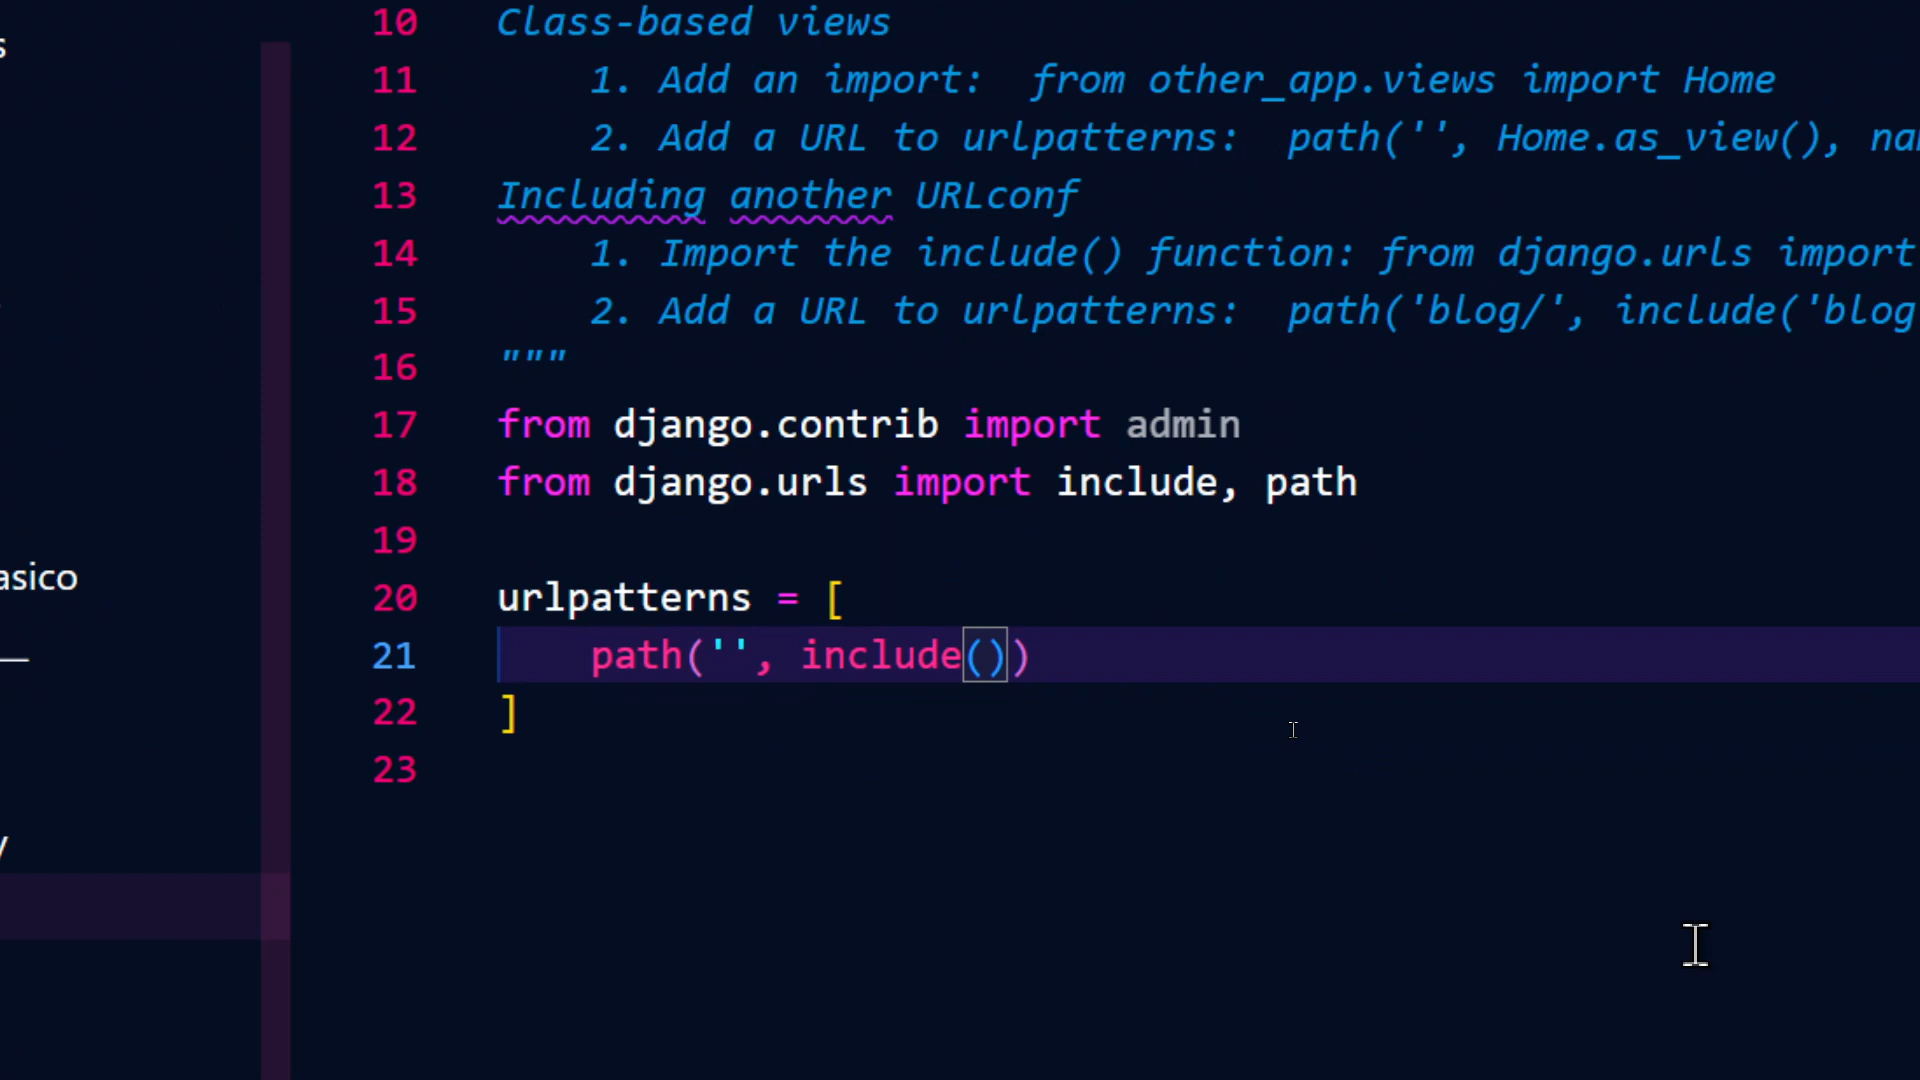 10 Class-based views
s
11 1. Add an import:  from other_app.views import Home
12 2. Add a URL to urlpatterns:  path('', Home.as_view(),
13 Including another URLconf
14 1. Import the include() function: from django.urls import
15 2. Add a URL to urlpatterns:  path('blog/', include('blog
16 """
17 from django.contrib import admin
18 from django.urls import include, path
19
asico
20 urlpatterns = [
21 path('', include())
22 ]
23
y